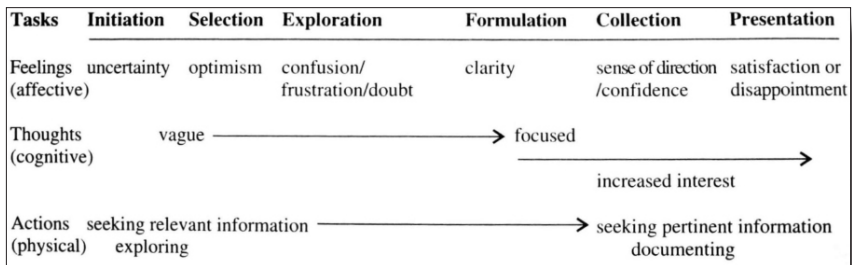 Tasks Initiation Selection Exploration Formulation Collection Presentation
Feelings uncertainty optimism confusion/ clarity sense of direction satisfaction or
(affective) frustration/doubt /confidence disappointment
Thoughts vague focused
(cognitive)
increased interest
Actions seeking relevant information seeking pertinent information
(physical) exploring documenting